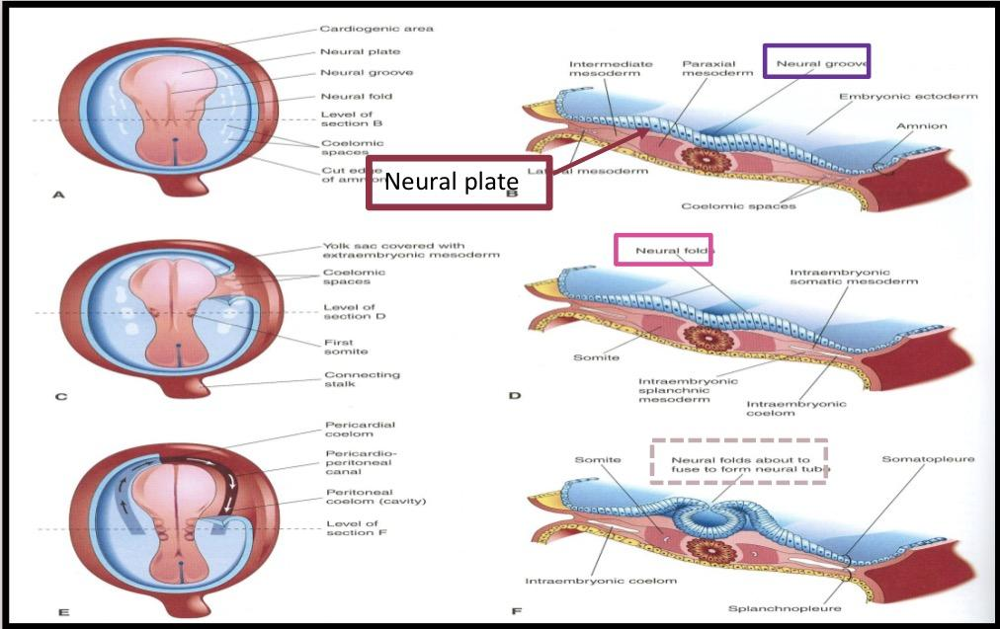 Cardiogenic area
Neural plate
Neural groove
Neural fold
Level of
section B
Coelomic
spaces
Cut edge
of amnion
A
Neural plate
Intermediate
mesoderm
Paraxial
mesoderm
Neural groove
Embryonic ectoderm
Amnion
Lateral mesoderm
Coelomic spaces
B
Yolk sac covered with
extraembryonic mesoderm
Coelomic
spaces
Level of
section D
First
somite
Connecting
stalk
C
Neural folds
Intraembryonic
somatic mesoderm
Somite
Intraembryonic
splanchnic
mesoderm
Intraembryonic
coelom
D
Pericardial
coelom
Pericardio-
peritoneal
canal
Peritoneal
coelom (cavity)
Level of
section F
E
Somite
Neural folds about to
fuse to form neural tube
Somatopleure
Intraembryonic coelom
Splanchnopleure
F